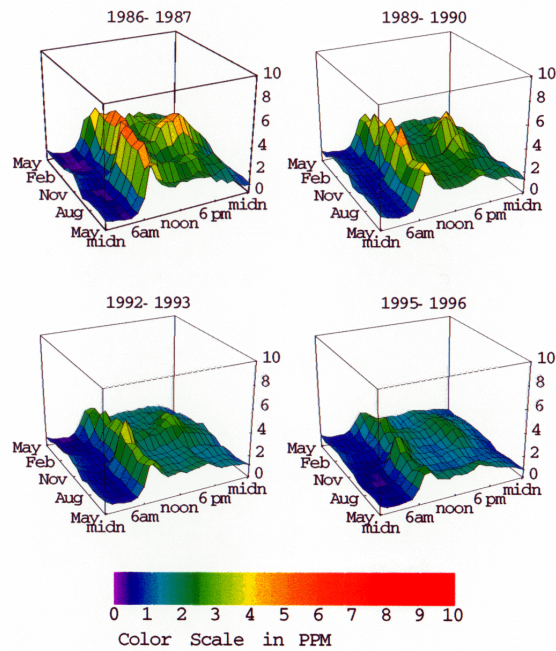 1986- 1987
10
8
6
4
2
0
May
Feb
Nov
Aug
May
midn
6am
noon
6 pm
midn
1989- 1990
10
8
6
4
2
0
May
Feb
Nov
Aug
May
midn
6am
noon
6 pm
midn
1992- 1993
10
8
6
4
2
0
May
Feb
Nov
Aug
May
midn
6am
noon
6 pm
midn
1995- 1996
10
8
6
4
2
0
May
Feb
Nov
Aug
May
midn
6am
noon
6 pm
midn
0 1 2 3 4 5 6 7 8 9 10
Color Scale in PPM